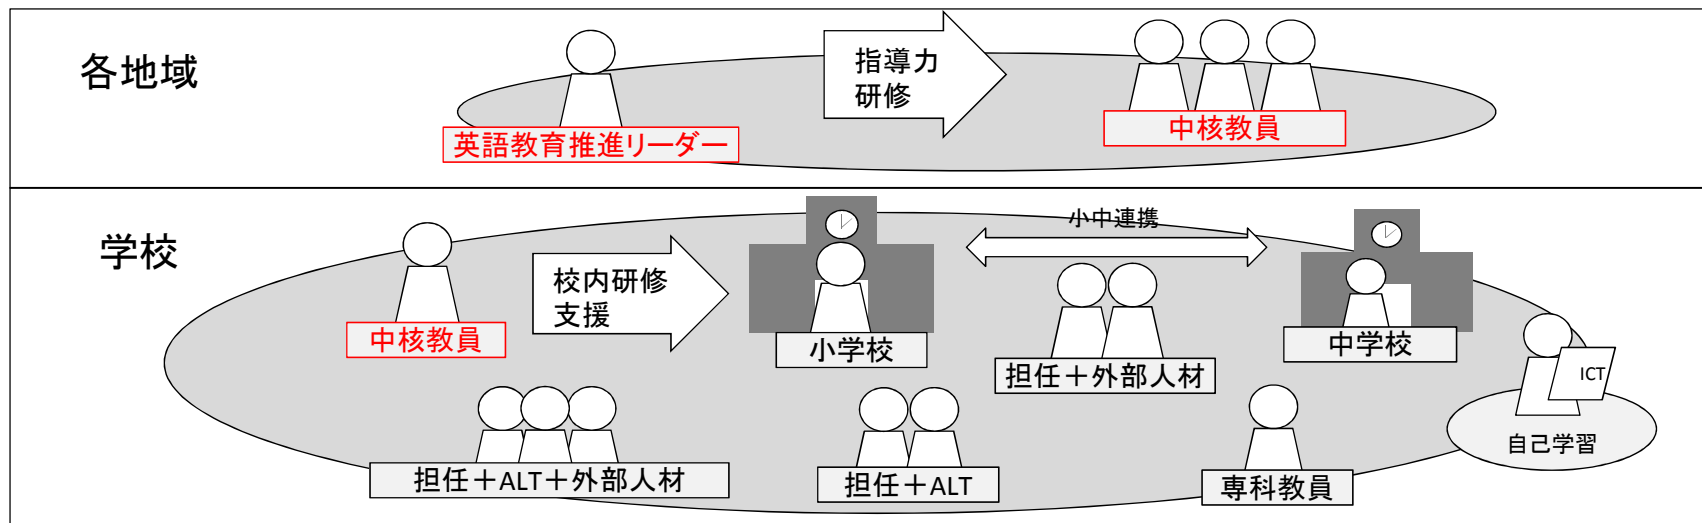 各地域
指導力
研修
英語教育推進リーダー
中核教員
学校
小中連携
校内研修
支援
中核教員
小学校
担任＋外部人材
中学校
ICT
自己学習
担任＋ALT＋外部人材
担任＋ALT
専科教員